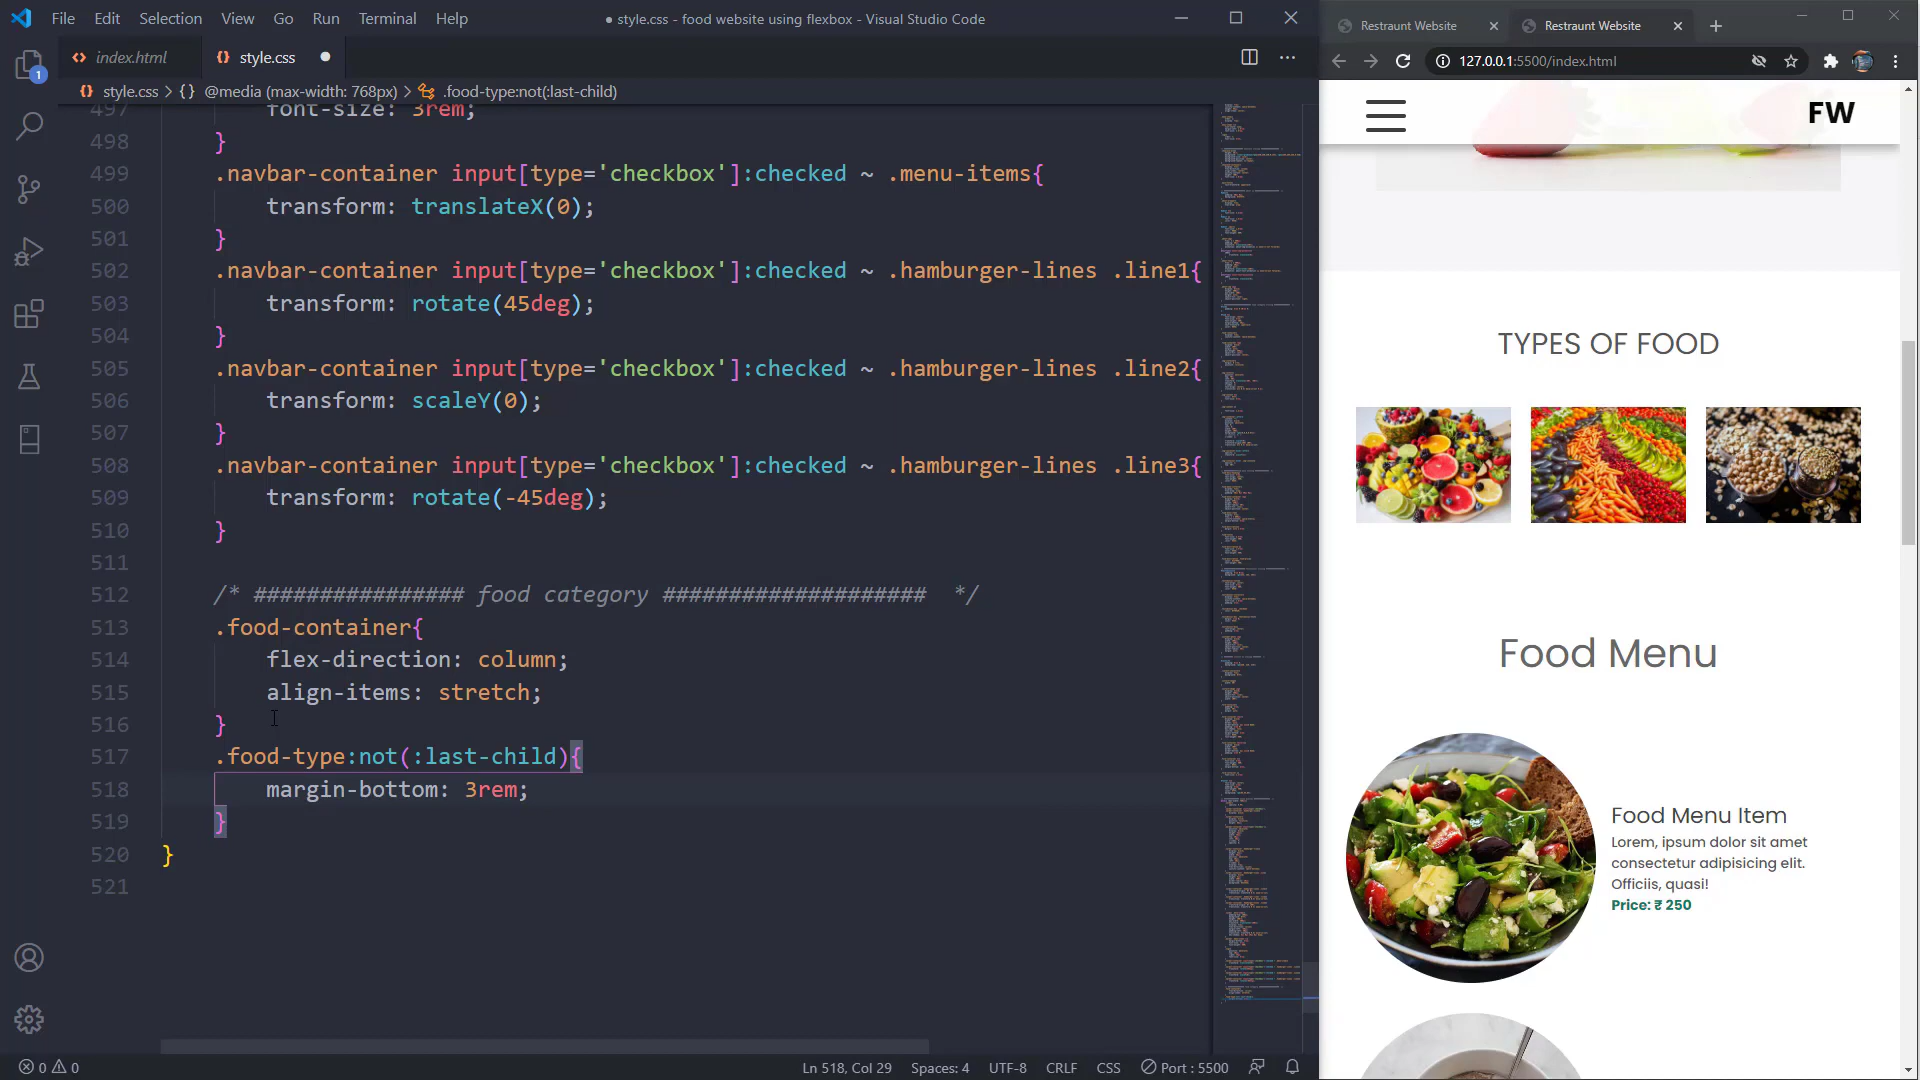 File Edit Selection View Go Run Terminal Help
● style.css - food website using flexbox - Visual Studio Code
index.html
style.css
style.css > {} @media (max-width: 768px) > .food-type:not(:last-child)
1
497 font-size: 3rem;
498 }
499 .navbar-container input[type='checkbox']:checked ~ .menu-items{
500 transform: translateX(0);
501 }
502 .navbar-container input[type='checkbox']:checked ~ .hamburger-lines .line1{
503 transform: rotate(45deg);
504 }
505 .navbar-container input[type='checkbox']:checked ~ .hamburger-lines .line2{
506 transform: scaleY(0);
507 }
508 .navbar-container input[type='checkbox']:checked ~ .hamburger-lines .line3{
509 transform: rotate(-45deg);
510 }
511
512 /* ################ food category #################### */
513 .food-container{
514 flex-direction: column;
515 align-items: stretch;
516 }
517 .food-type:not(:last-child){
518 margin-bottom: 3rem;
519 }
520 }
521
0 0
Ln 518, Col 29 Spaces: 4 UTF-8 CRLF CSS Port : 5500
Restraunt Website
Restraunt Website
127.0.0.1:5500/index.html
FW
TYPES OF FOOD
Food Menu
Food Menu Item
Lorem, ipsum dolor sit amet
consectetur adipisicing elit.
Officiis, quasi!
Price: ₹ 250